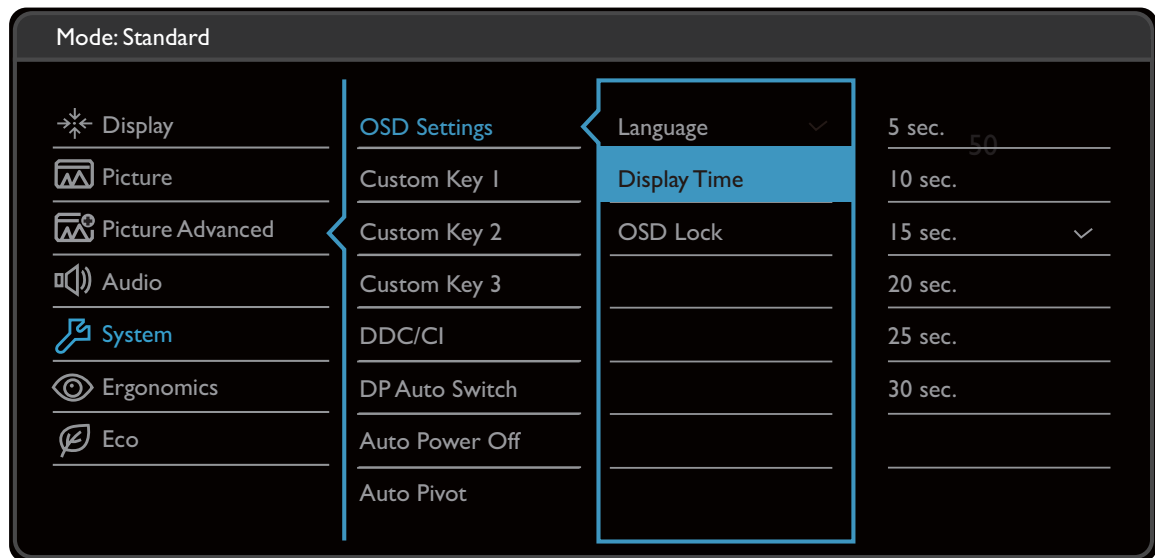 Mode: Standard
Display
Picture
Picture Advanced
Audio
System
Ergonomics
Eco
OSD Settings
Custom Key 1
Custom Key 2
Custom Key 3
DDC/CI
DP Auto Switch
Auto Power Off
Auto Pivot
Language
Display Time
OSD Lock
5 sec.
50
10 sec.
15 sec.
20 sec.
25 sec.
30 sec.